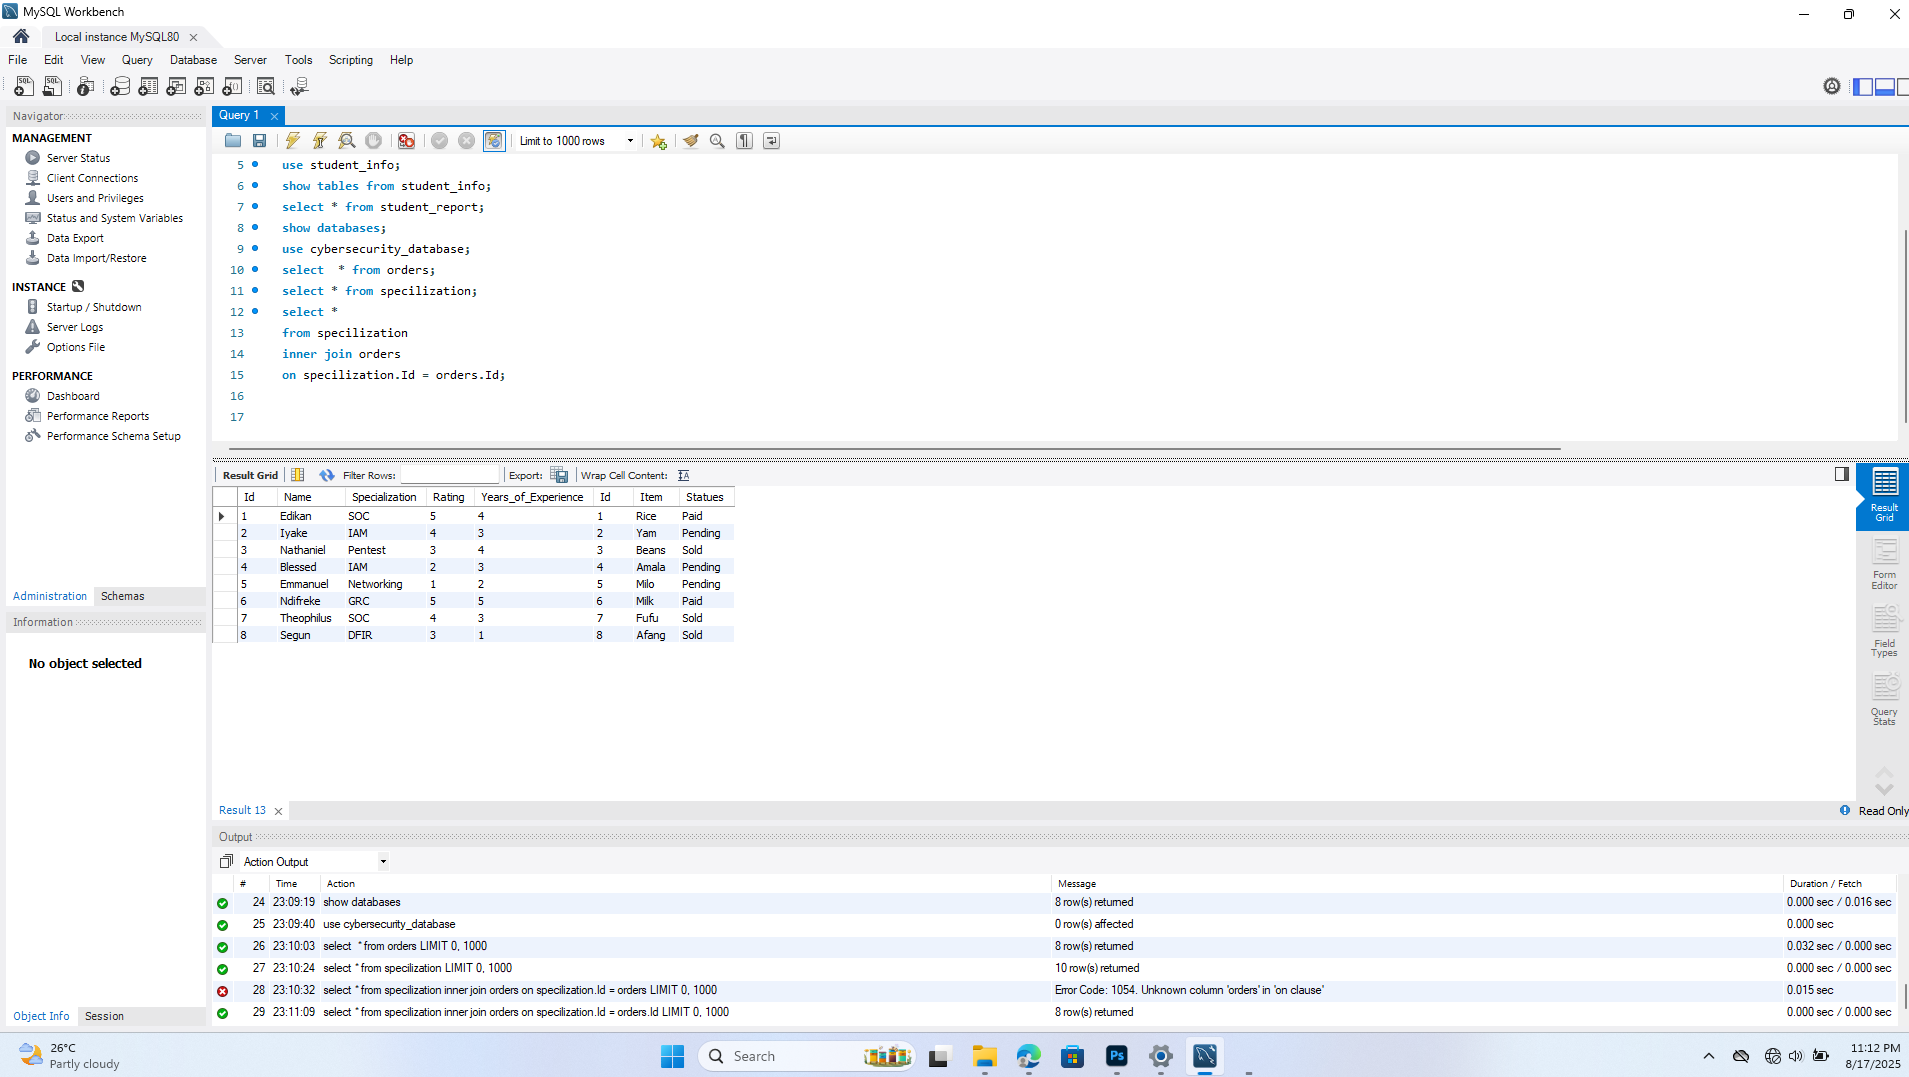 MySQL Workbench
Local instance MySQL80
File Edit View Query Database Server Tools Scripting Help
Navigator
MANAGEMENT
Server Status
Client Connections
Users and Privileges
Status and System Variables
Data Export
Data Import/Restore
INSTANCE
Startup / Shutdown
Server Logs
Options File
PERFORMANCE
Dashboard
Performance Reports
Performance Schema Setup
Administration Schemas
Information
No object selected
Object Info Session
Query 1
Limit to 1000 rows
5 use student_info;
6 show tables from student_info;
7 select * from student_report;
8 show databases;
9 use cybersecurity_database;
10 select  * from orders;
11 select * from specilization;
12 select *
13 from specilization
14 inner join orders
15 on specilization.Id = orders.Id;
16
17
Result Grid Filter Rows: Export: Wrap Cell Content:
Id Name Specialization Rating Years_of_Experience Id Item Statues
1 Edikan SOC 5 4 1 Rice Paid
2 Iyake IAM 4 3 2 Yam Pending
3 Nathaniel Pentest 3 4 3 Beans Sold
4 Blessed IAM 2 3 4 Amala Pending
5 Emmanuel Networking 1 2 5 Milo Pending
6 Ndifreke GRC 5 5 6 Milk Paid
7 Theophilus SOC 4 3 7 Fufu Sold
8 Segun DFIR 3 1 8 Afang Sold
Result Grid
Form Editor
Field Types
Query Stats
Result 13
Read Only
Output
Action Output
# Time Action Message Duration / Fetch
24 23:09:19 show databases 8 row(s) returned 0.000 sec / 0.016 sec
25 23:09:40 use cybersecurity_database 0 row(s) affected 0.000 sec
26 23:10:03 select  * from orders LIMIT 0, 1000 8 row(s) returned 0.032 sec / 0.000 sec
27 23:10:24 select * from specilization LIMIT 0, 1000 10 row(s) returned 0.000 sec / 0.000 sec
28 23:10:32 select * from specilization inner join orders on specilization.Id = orders LIMIT 0, 1000 Error Code: 1054. Unknown column 'orders' in 'on clause' 0.015 sec
29 23:11:09 select * from specilization inner join orders on specilization.Id = orders.Id LIMIT 0, 1000 8 row(s) returned 0.000 sec / 0.000 sec
26°C
Partly cloudy
Search
Ps
11:12 PM
8/17/2025